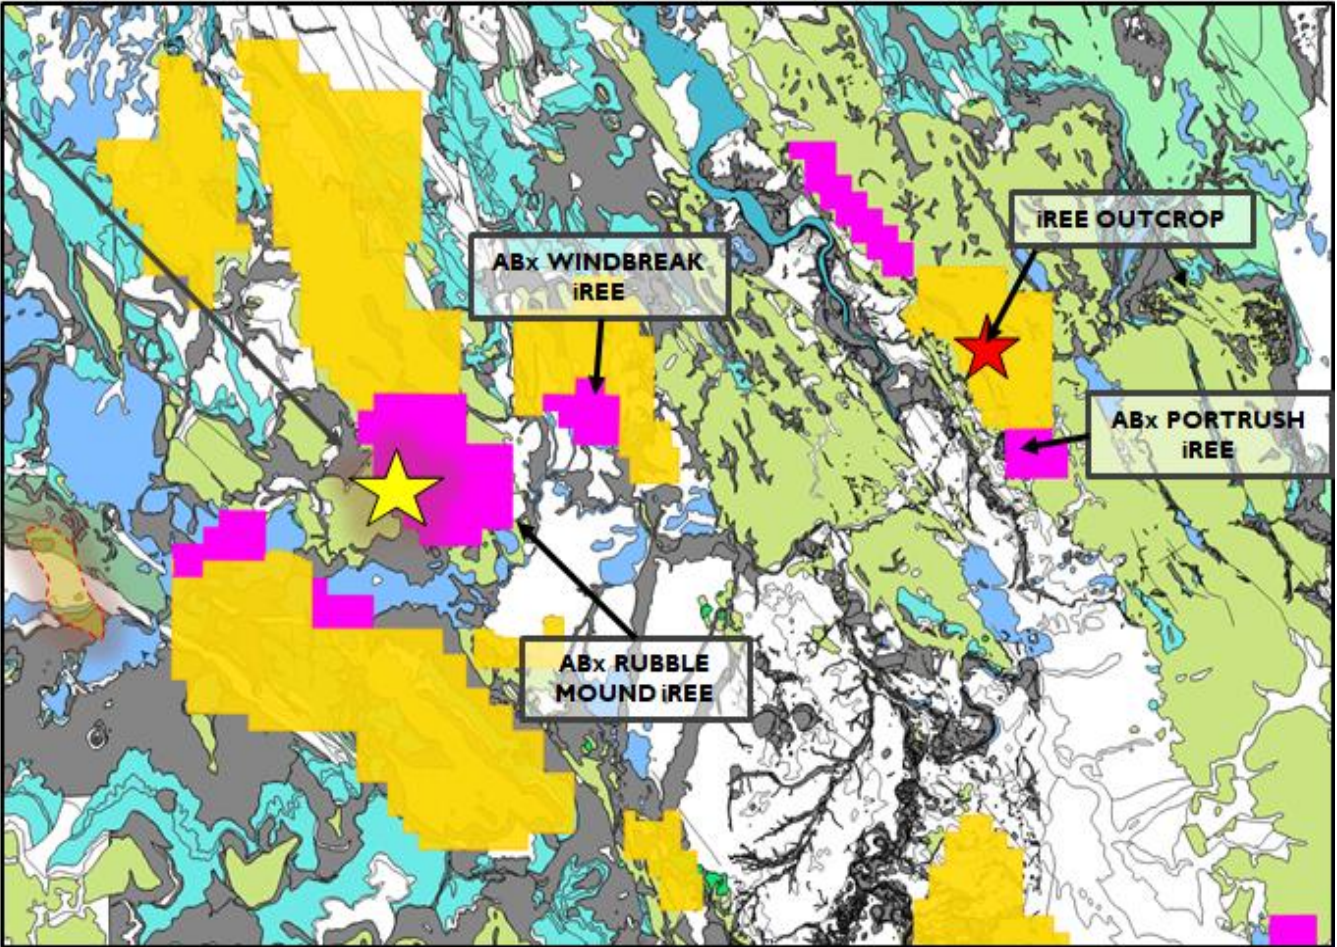 iREE OUTCROP
ABx WINDBREAK
iREE
ABx PORTRUSH
iREE
ABx RUBBLE
MOUND iREE